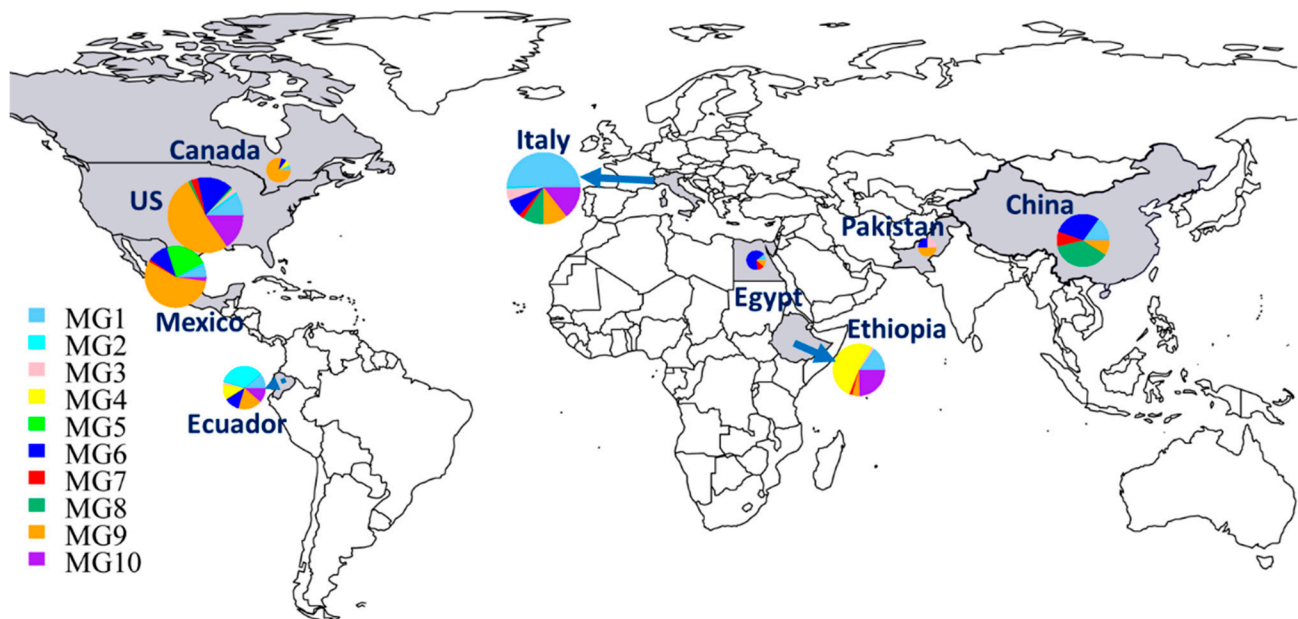 Canada
US
Mexico
Ecuador
Italy
Egypt
Ethiopia
Pakistan
China
MG1
MG2
MG3
MG4
MG5
MG6
MG7
MG8
MG9
MG10